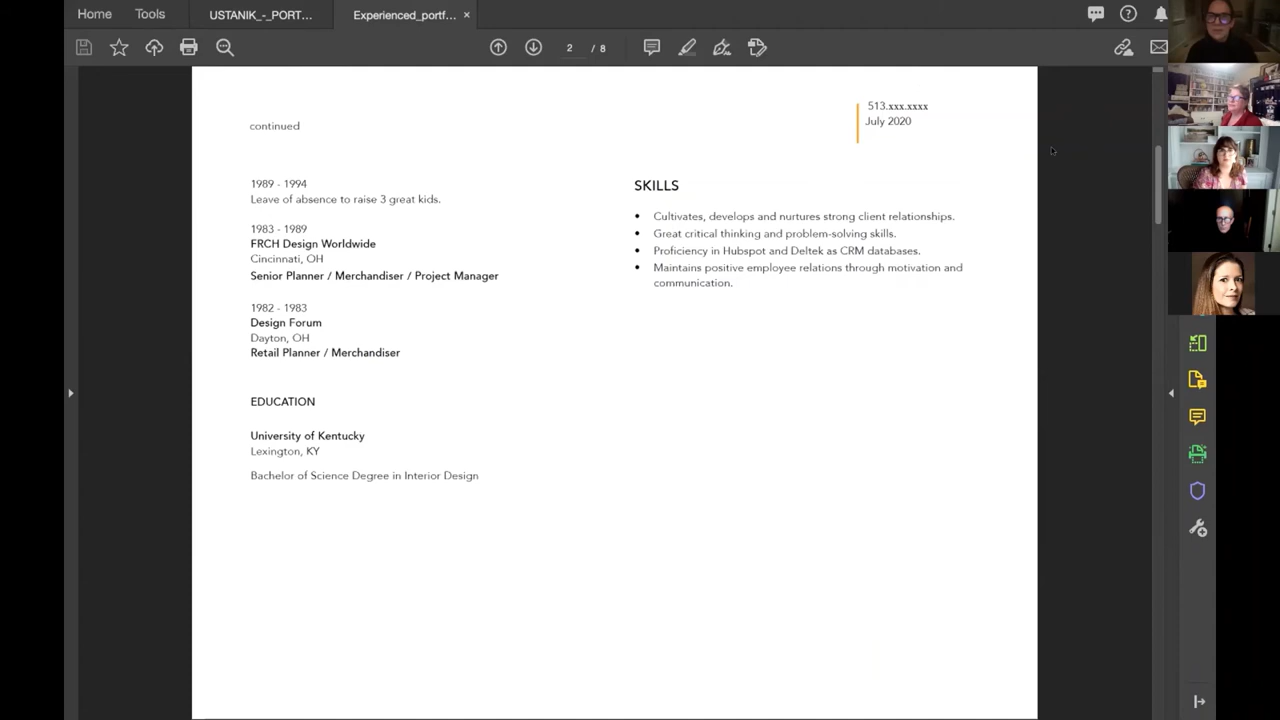 Home
Tools
USTANIK_-_PORT...
Experienced_portf...
2 / 8
continued
513.xxx.xxxx
July 2020
1989 - 1994
Leave of absence to raise 3 great kids.
1983 - 1989
FRCH Design Worldwide
Cincinnati, OH
Senior Planner / Merchandiser / Project Manager
1982 - 1983
Design Forum
Dayton, OH
Retail Planner / Merchandiser
EDUCATION
University of Kentucky
Lexington, KY
Bachelor of Science Degree in Interior Design
SKILLS
• Cultivates, develops and nurtures strong client relationships.
• Great critical thinking and problem-solving skills.
• Proficiency in Hubspot and Deltek as CRM databases.
• Maintains positive employee relations through motivation and
communication.